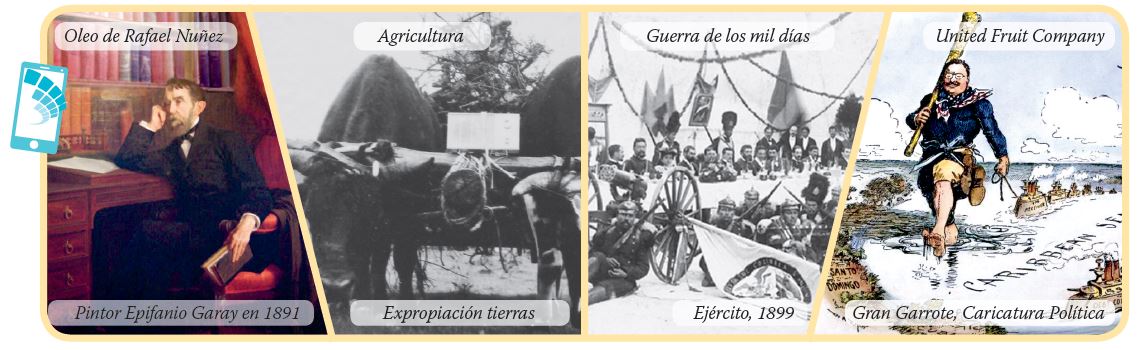 Oleo de Rafael Nuñez
Agricultura
Guerra de los mil días
United Fruit Company
SANTO
DOMINGO
CARIBBEAN SE
Pintor Epifanio Garay en 1891
Expropiación tierras
Ejército, 1899
Gran Garrote, Caricatura Política